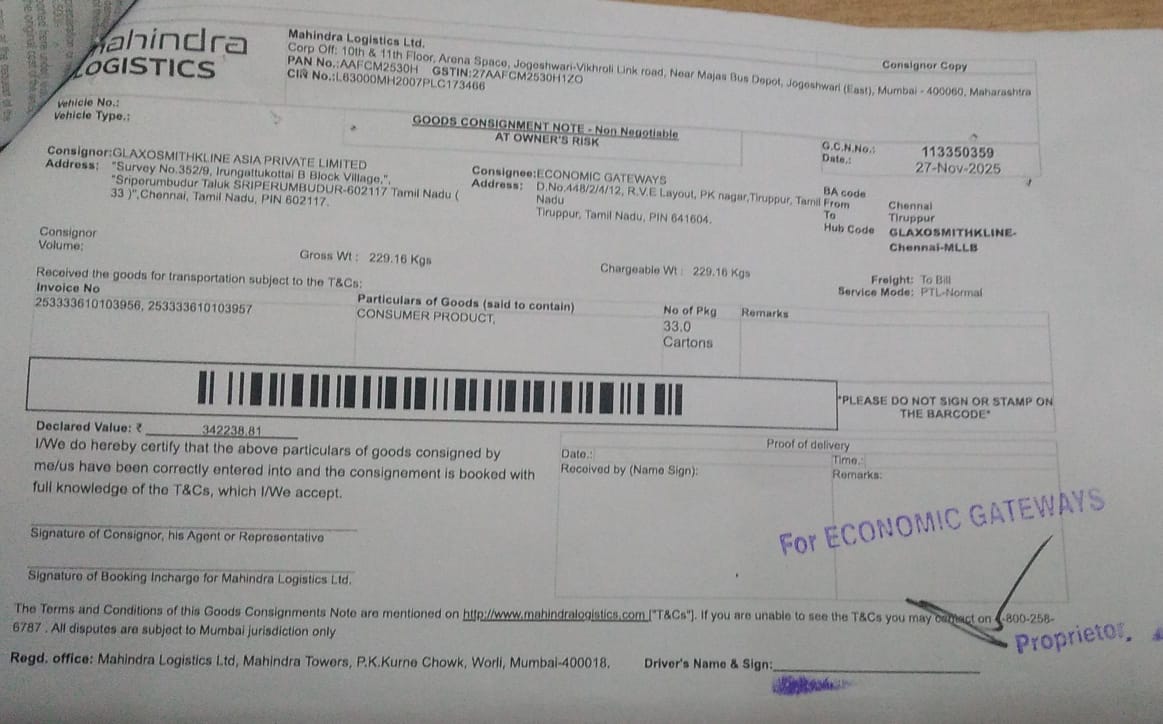 Mahindra
LOGISTICS
Mahindra Logistics Ltd.
Corp Off: 10th & 11th Floor, Arena Space, Jogeshwari-Vikhroli Link road, Near Majas Bus Depot, Jogeshwari (East), Mumbai - 400060, Maharashtra
PAN No.:AAFCM2530H GSTIN:27AAFCM2530H1ZO
CIN No.:L63000MH2007PLC173466
Consignor Copy
Vehicle No.:
Vehicle Type.:
GOODS CONSIGNMENT NOTE - Non Negotiable
AT OWNER'S RISK
G.C.N.No.: 113350359
Date.: 27-Nov-2025
Consignor:GLAXOSMITHKLINE ASIA PRIVATE LIMITED
Address: "Survey No.352/9, Irungattukottai B Block Village,",
"Sriperumbudur Taluk SRIPERUMBUDUR-602117 Tamil Nadu (
33 )",Chennai, Tamil Nadu, PIN 602117.
Consignee:ECONOMIC GATEWAYS
Address: D.No.448/2/4/12, R.V.E Layout, PK nagar,Tiruppur, Tamil
Nadu
Tiruppur, Tamil Nadu, PIN 641604.
BA code
From Chennai
To Tiruppur
Hub Code GLAXOSMITHKLINE-
Chennai-MLLB
Consignor
Volume:
Gross Wt : 229.16 Kgs
Chargeable Wt : 229.16 Kgs
Freight: To Bill
Service Mode: PTL-Normal
Received the goods for transportation subject to the T&Cs:
Invoice No
253333610103956, 253333610103957
Particulars of Goods (said to contain)
CONSUMER PRODUCT,
No of Pkg
33.0
Cartons
Remarks
*PLEASE DO NOT SIGN OR STAMP ON
THE BARCODE*
Declared Value: ₹ 342238.81
I/We do hereby certify that the above particulars of goods consigned by
me/us have been correctly entered into and the consignement is booked with
full knowledge of the T&Cs, which I/We accept.
Proof of delivery
Date.:
Time.:
Received by (Name Sign):
Remarks:
For ECONOMIC GATEWAYS
Signature of Consignor, his Agent or Representative
Signature of Booking Incharge for Mahindra Logistics Ltd.
The Terms and Conditions of this Goods Consignments Note are mentioned on http://www.mahindralogistics.com ["T&Cs"]. If you are unable to see the T&Cs you may contact on -800-258-
6787 . All disputes are subject to Mumbai jurisdiction only
Proprietor.
Regd. office: Mahindra Logistics Ltd, Mahindra Towers, P.K.Kurne Chowk, Worli, Mumbai-400018.
Driver's Name & Sign: